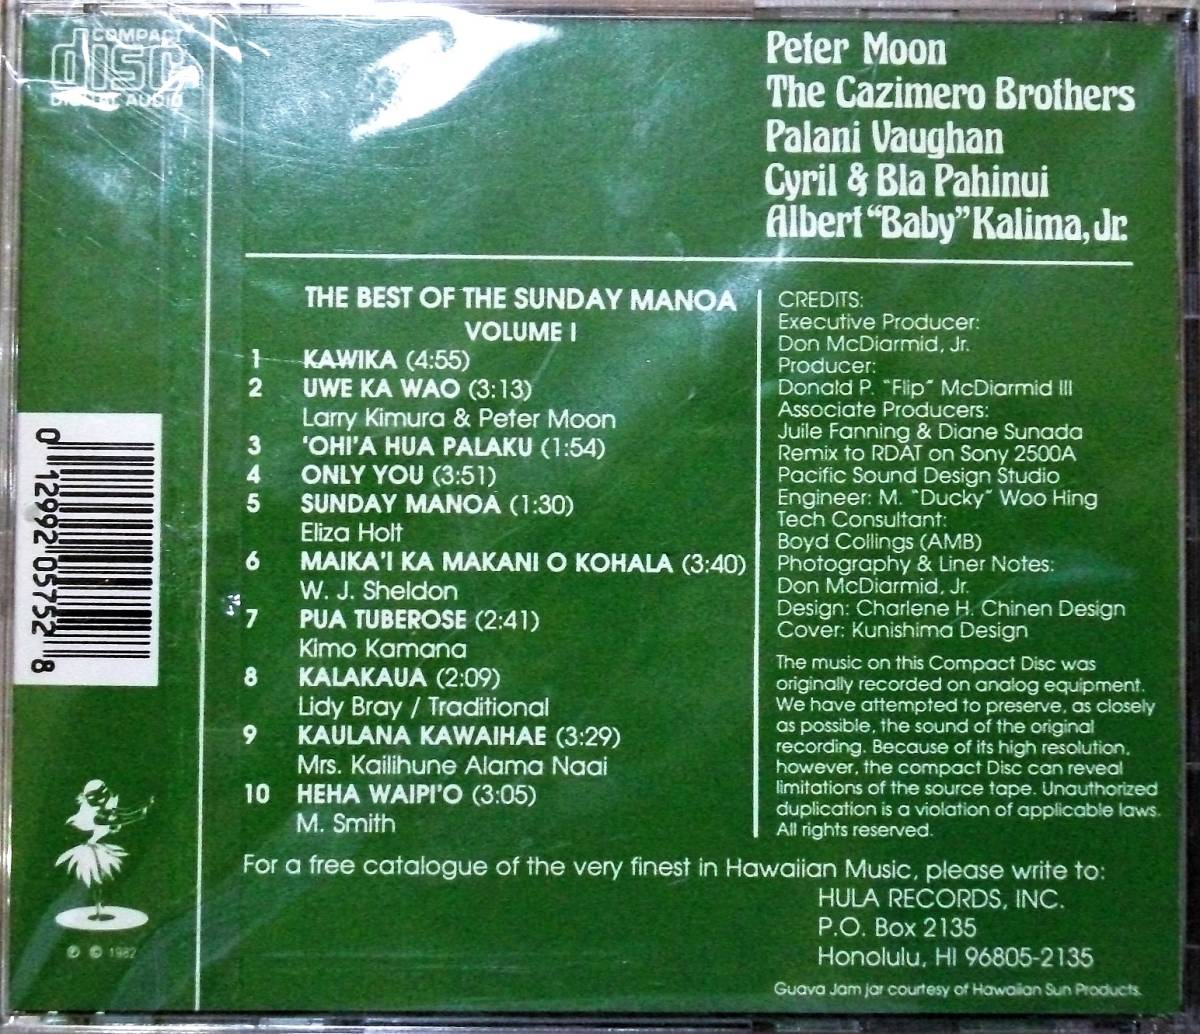 COMPACT
disc
DIGITAL AUDIO
Peter Moon
The Cazimero Brothers
Palani Vaughan
Cyril & Bla Pahinui
Albert "Baby" Kalima, Jr.
THE BEST OF THE SUNDAY MANOA
VOLUME I
1 KAWIKA (4:55)
2 UWE KA WAO (3:13)
Larry Kimura & Peter Moon
3 'OHI'A HUA PALAKU (1:54)
4 ONLY YOU (3:51)
5 SUNDAY MANOA (1:30)
Eliza Holt
6 MAIKA'I KA MAKANI O KOHALA (3:40)
W. J. Sheldon
7 PUA TUBEROSE (2:41)
Kimo Kamana
8 KALAKAUA (2:09)
Lidy Bray / Traditional
9 KAULANA KAWAIHAE (3:29)
Mrs. Kailihune Alama Naai
10 HEHA WAIPI'O (3:05)
M. Smith
CREDITS:
Executive Producer:
Don McDiarmid, Jr.
Producer:
Donald P. "Flip" McDiarmid III
Associate Producers:
Juile Fanning & Diane Sunada
Remix to RDAT on Sony 2500A
Pacific Sound Design Studio
Engineer: M. "Ducky" Woo Hing
Tech Consultant:
Boyd Collings (AMB)
Photography & Liner Notes:
Don McDiarmid, Jr.
Design: Charlene H. Chinen Design
Cover: Kunishima Design
The music on this Compact Disc was
originally recorded on analog equipment.
We have attempted to preserve, as closely
as possible, the sound of the original
recording. Because of its high resolution,
however, the compact Disc can reveal
limitations of the source tape. Unauthorized
duplication is a violation of applicable laws.
All rights reserved.
For a free catalogue of the very finest in Hawaiian Music, please write to:
HULA RECORDS, INC.
P.O. Box 2135
Honolulu, HI 96805-2135
Guava Jam jar courtesy of Hawaiian Sun Products.
0 12992 05752 8
℗ © 1982